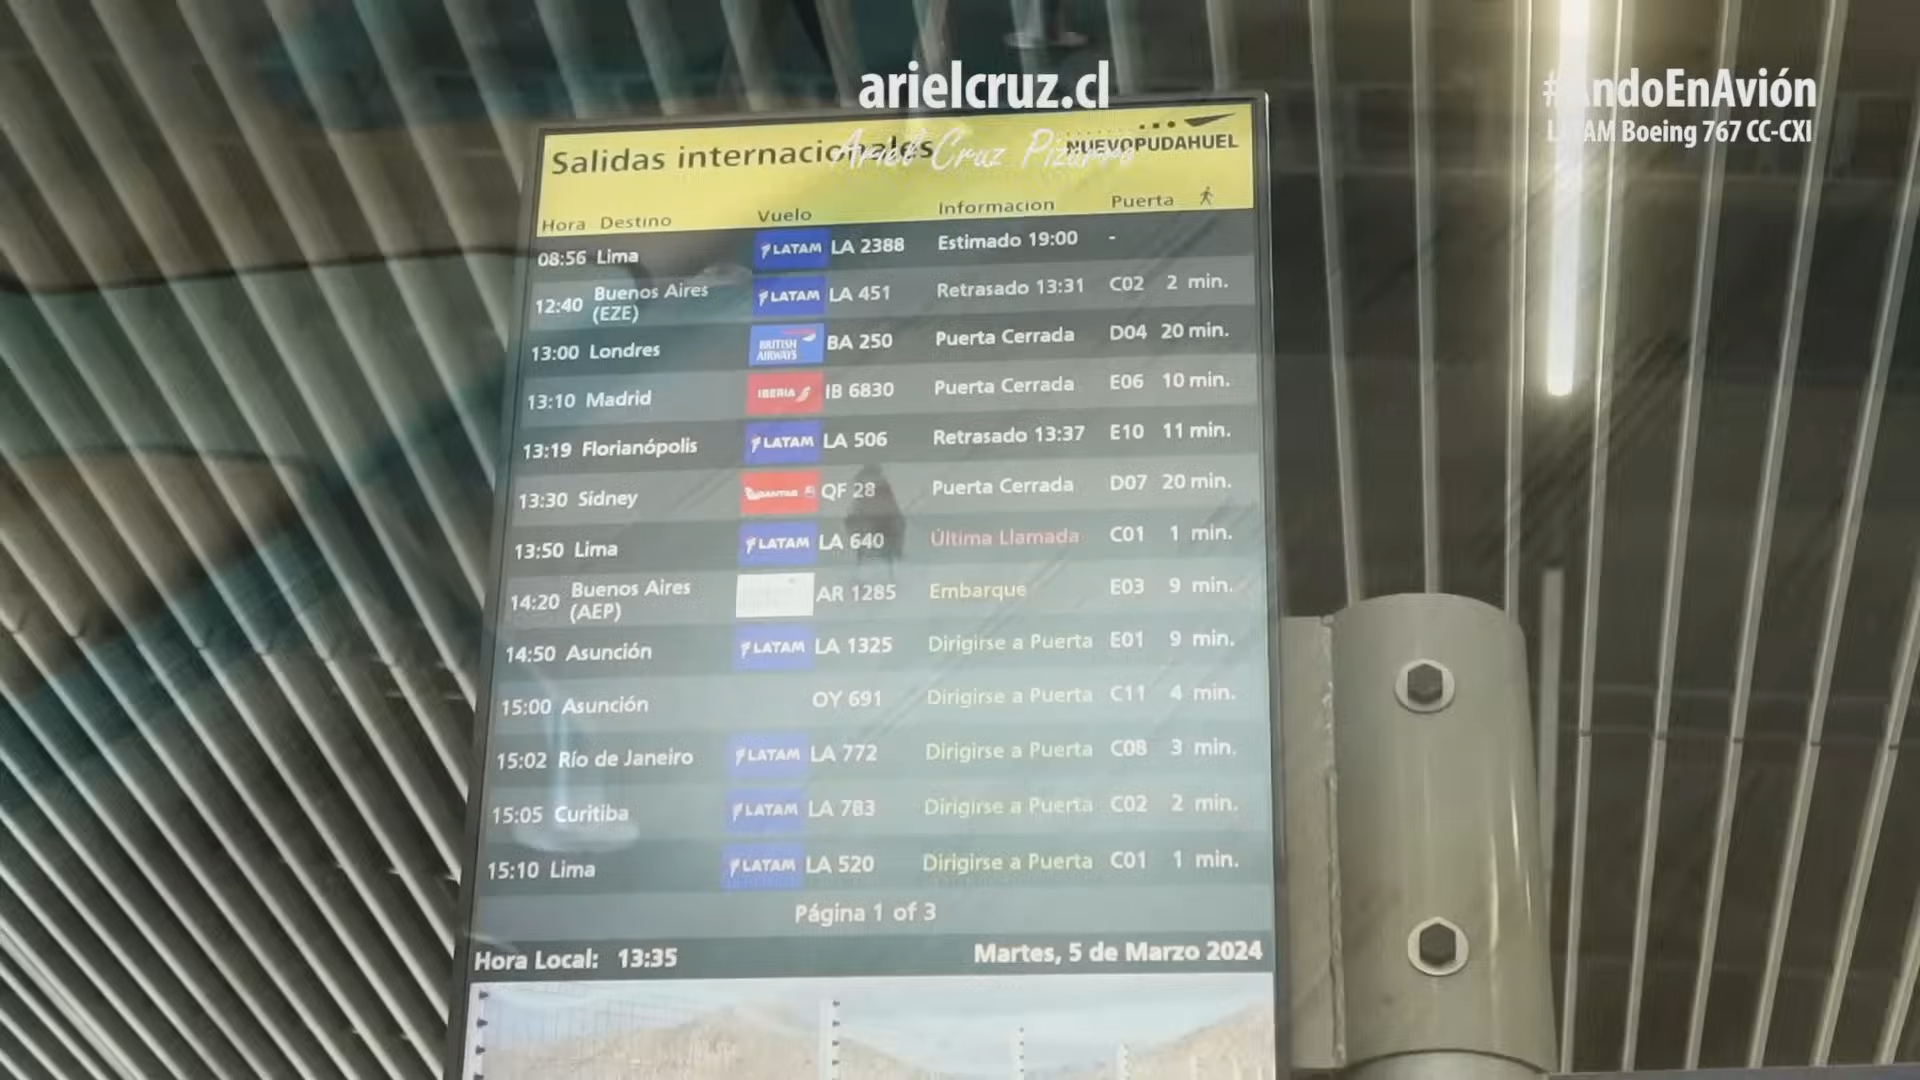 arielcruz.cl
Ariel Cruz Pizarro
#AndoEnAvión
LATAM Boeing 767 CC-CXI
Salidas internacionales NUEVOPUDAHUEL
Hora Destino Vuelo Informacion Puerta
08:56 Lima LATAM LA 2388 Estimado 19:00 -
12:40 Buenos Aires (EZE) LATAM LA 451 Retrasado 13:31 C02 2 min.
13:00 Londres BRITISH AIRWAYS BA 250 Puerta Cerrada D04 20 min.
13:10 Madrid IBERIA IB 6830 Puerta Cerrada E06 10 min.
13:19 Florianópolis LATAM LA 506 Retrasado 13:37 E10 11 min.
13:30 Sidney QANTAS QF 28 Puerta Cerrada D07 20 min.
13:50 Lima LATAM LA 640 Última Llamada C01 1 min.
14:20 Buenos Aires (AEP) AR 1285 Embarque E03 9 min.
14:50 Asunción LATAM LA 1325 Dirigirse a Puerta E01 9 min.
15:00 Asunción OY 691 Dirigirse a Puerta C11 4 min.
15:02 Río de Janeiro LATAM LA 772 Dirigirse a Puerta C08 3 min.
15:05 Curitiba LATAM LA 783 Dirigirse a Puerta C02 2 min.
15:10 Lima LATAM LA 520 Dirigirse a Puerta C01 1 min.
Página 1 of 3
Hora Local: 13:35 Martes, 5 de Marzo 2024